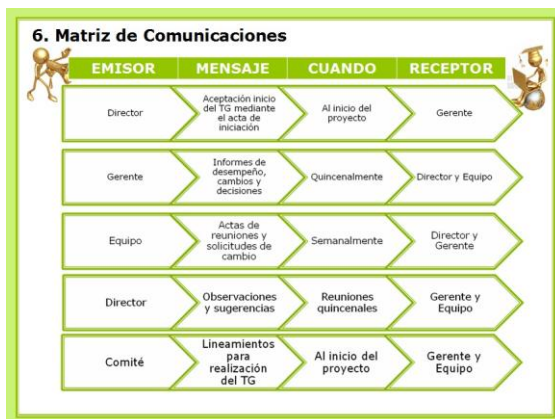 6. Matriz de Comunicaciones
EMISOR MENSAJE CUANDO RECEPTOR
Director
Aceptación inicio
del TG mediante
el acta de
iniciación
Al inicio del
proyecto
Gerente
Gerente
Informes de
desempeño,
cambios y
decisiones
Quincenalmente
Director y Equipo
Equipo
Actas de
reuniones y
solicitudes de
cambio
Semanalmente
Director y
Gerente
Director
Observaciones
y sugerencias
Reuniones
quincenales
Gerente y
Equipo
Comité
Lineamientos
para
realización
del TG
Al inicio del
proyecto
Gerente y
Equipo